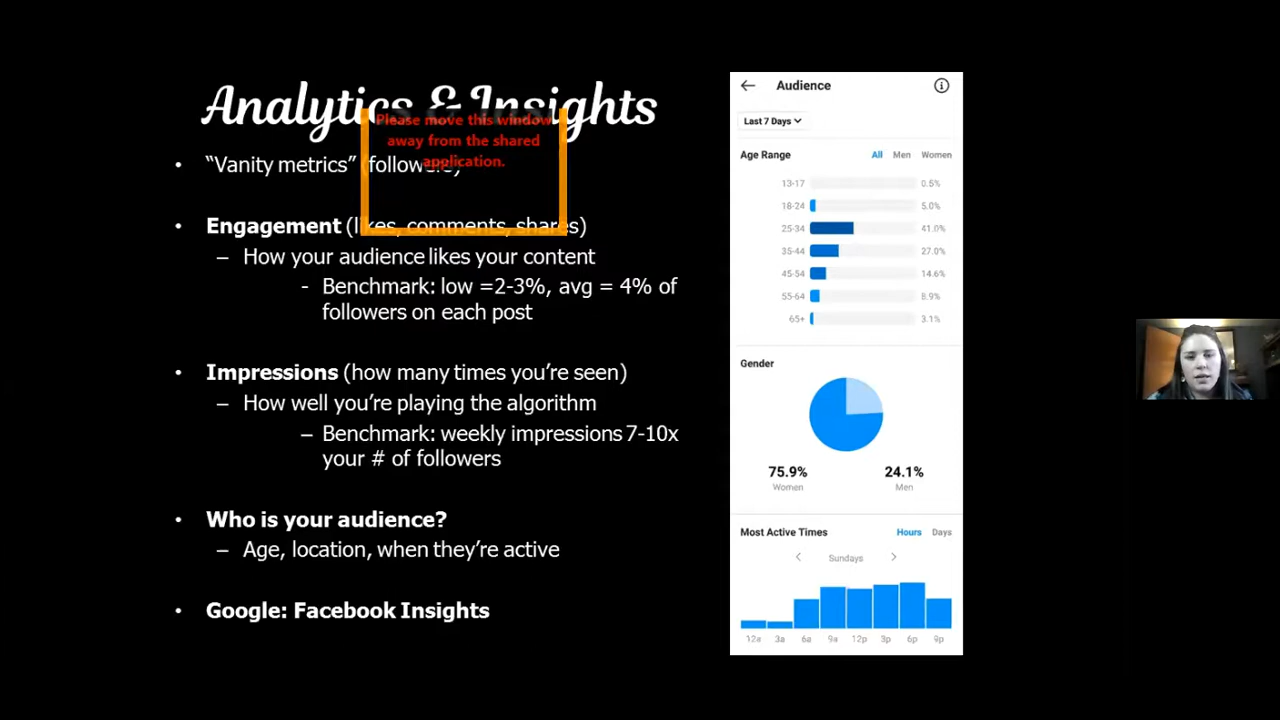 Analytics & Insights
Please move this window
away from the shared
application.
• “Vanity metrics” (followers)
• Engagement (likes, comments, shares)
– How your audience likes your content
- Benchmark: low =2-3%, avg = 4% of
followers on each post
• Impressions (how many times you’re seen)
– How well you’re playing the algorithm
– Benchmark: weekly impressions 7-10x
your # of followers
• Who is your audience?
– Age, location, when they’re active
• Google: Facebook Insights
Audience
Last 7 Days
Age Range All Men Women
13-17 0.5%
18-24 5.0%
25-34 41.0%
35-44 27.0%
45-54 14.6%
55-64 8.9%
65+ 3.1%
Gender
75.9% 24.1%
Women Men
Most Active Times Hours Days
Sundays
12a 3a 6a 9a 12p 3p 6p 9p